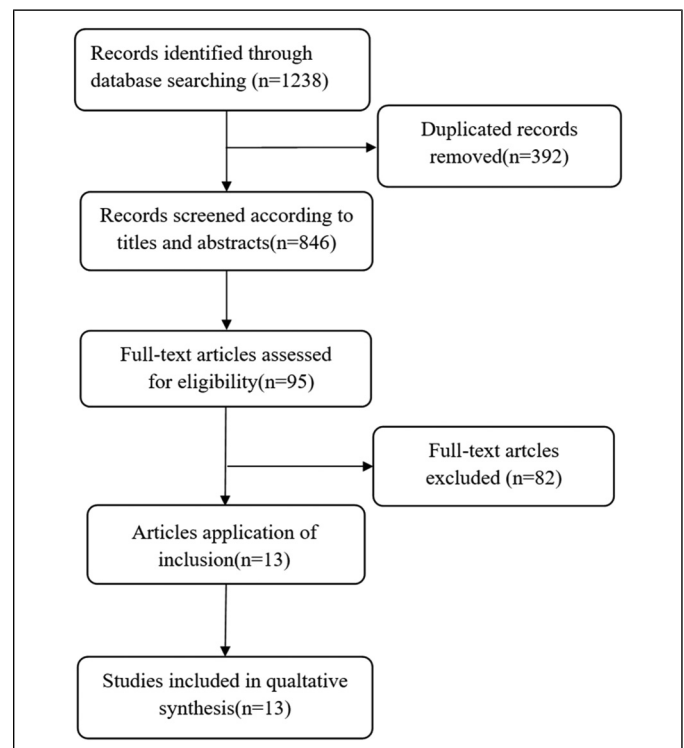 Records identified through
database searching (n=1238)
Duplicated records
removed(n=392)
Records screened according to
titles and abstracts(n=846)
Full-text articles assessed
for eligibility(n=95)
Full-text artcles
excluded (n=82)
Articles application of
inclusion(n=13)
Studies included in qualtative
synthesis(n=13)